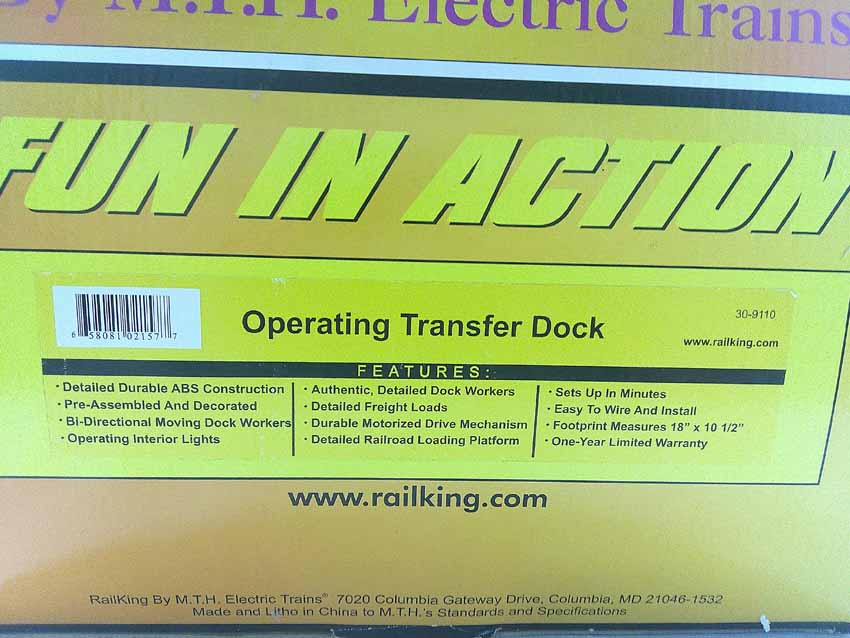 By M.T.H. Electric Trains
FUN IN ACTION
6 58081 02157 7
Operating Transfer Dock
30-9110
www.railking.com
FEATURES:
· Detailed Durable ABS Construction
· Pre-Assembled And Decorated
· Bi-Directional Moving Dock Workers
· Operating Interior Lights
· Authentic, Detailed Dock Workers
· Detailed Freight Loads
· Durable Motorized Drive Mechanism
· Detailed Railroad Loading Platform
· Sets Up In Minutes
· Easy To Wire And Install
· Footprint Measures 18" x 10 1/2"
· One-Year Limited Warranty
www.railking.com
RailKing By M.T.H. Electric Trains® 7020 Columbia Gateway Drive, Columbia, MD 21046-1532
Made and Litho in China to M.T.H.'s Standards and Specifications